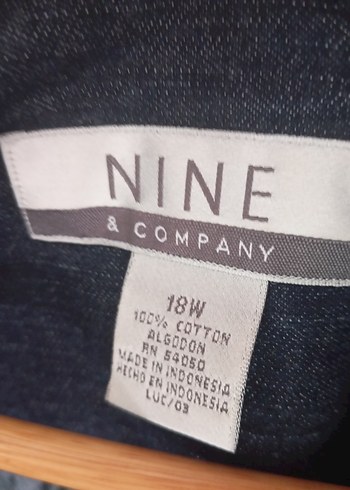 NINE
& COMPANY
18W
100% COTTON
ALGODON
RN 54050
MADE IN INDONESIA
HECHO EN INDONESIA
LUC/03